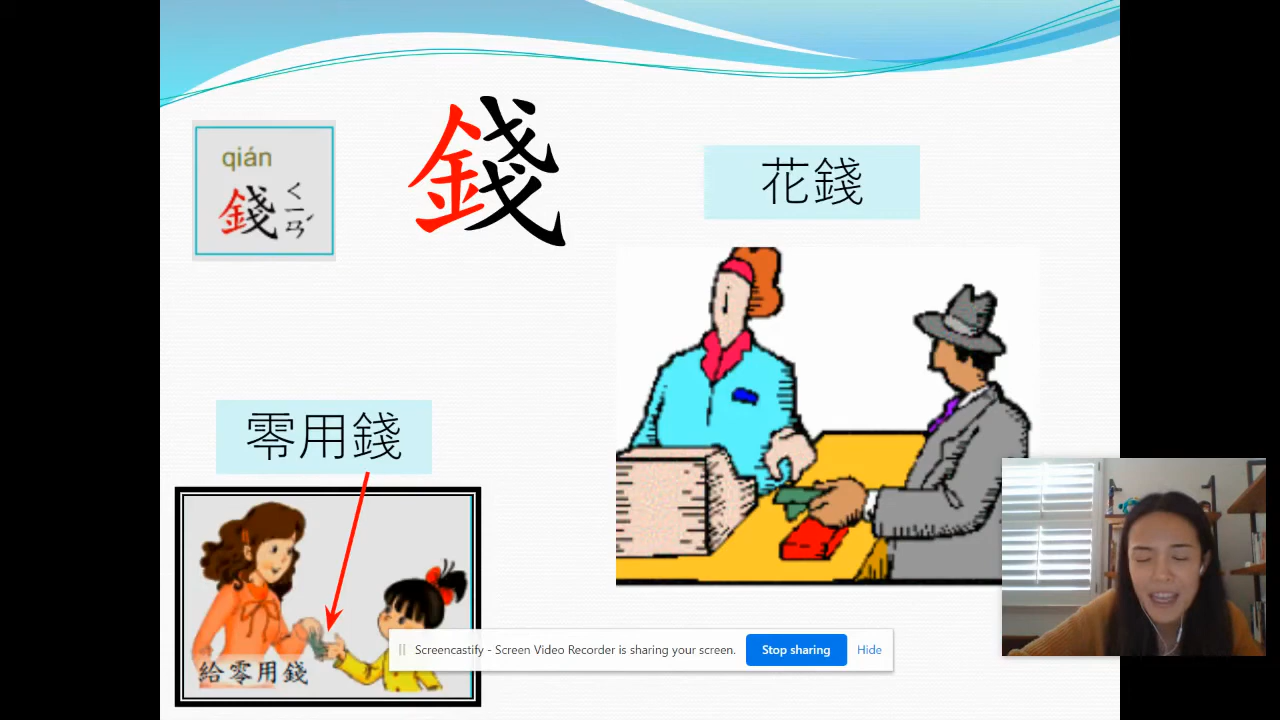 qián
錢 ㄑㄧㄢˊ
錢
花錢
零用錢
給零用錢
Screencastify - Screen Video Recorder is sharing your screen.
Stop sharing
Hide